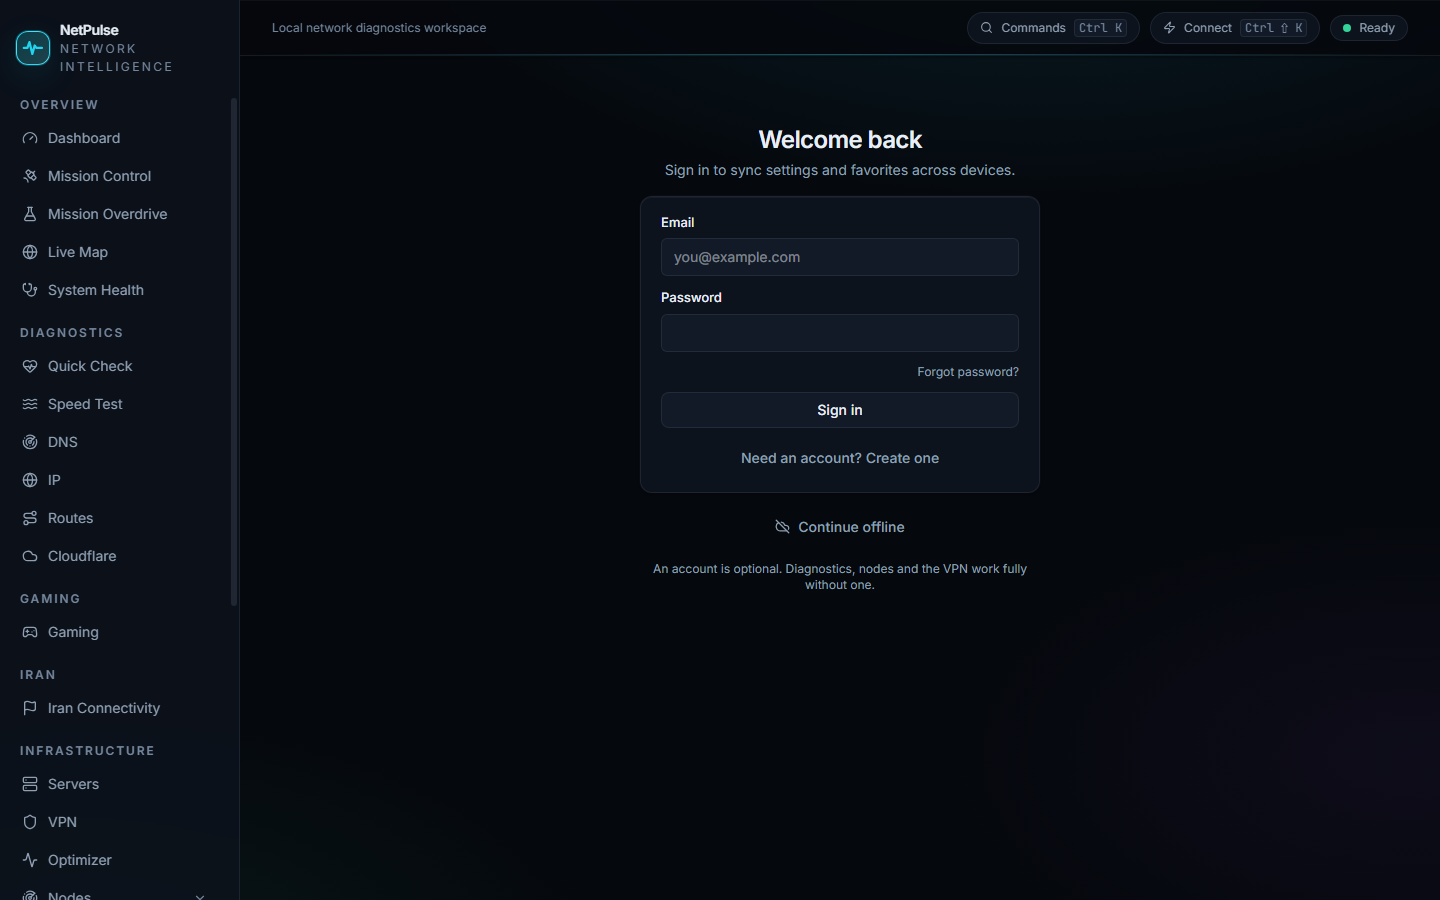 NetPulse
NETWORK
INTELLIGENCE
OVERVIEW
Dashboard
Mission Control
Mission Overdrive
Live Map
System Health
DIAGNOSTICS
Quick Check
Speed Test
DNS
IP
Routes
Cloudflare
GAMING
Gaming
IRAN
Iran Connectivity
INFRASTRUCTURE
Servers
VPN
Optimizer
Nodes
Local network diagnostics workspace
Commands Ctrl K
Connect Ctrl ⇧ K
Ready
Welcome back
Sign in to sync settings and favorites across devices.
Email
you@example.com
Password
Forgot password?
Sign in
Need an account? Create one
Continue offline
An account is optional. Diagnostics, nodes and the VPN work fully
without one.